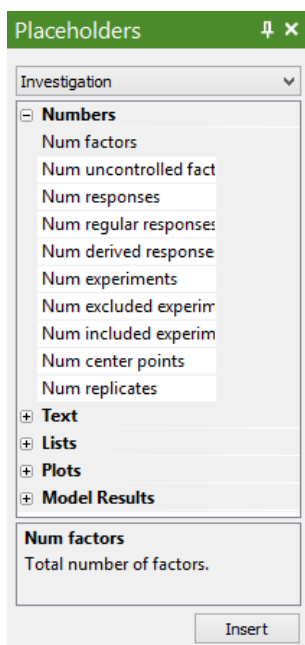 Placeholders
Investigation
Numbers
Num factors
Num uncontrolled fact
Num responses
Num regular responses
Num derived response
Num experiments
Num excluded experim
Num included experim
Num center points
Num replicates
Text
Lists
Plots
Model Results
Num factors
Total number of factors.
Insert